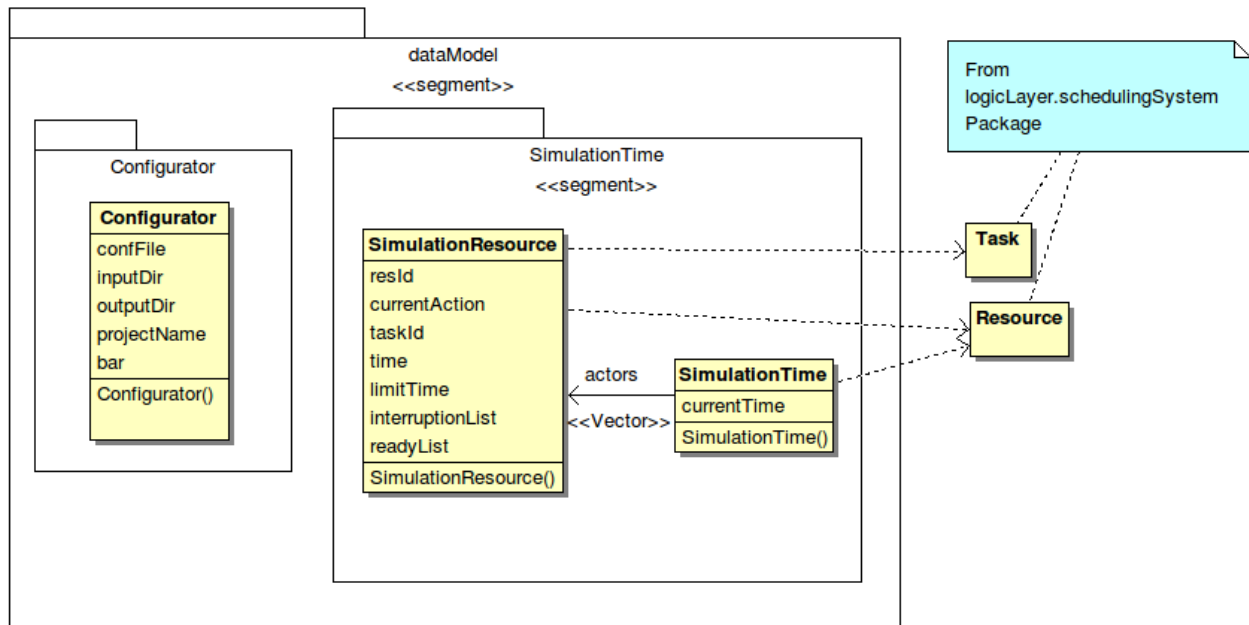 dataModel
<<segment>>
From
logicLayer.schedulingSystem
Package
Configurator
Configurator
confFile
inputDir
outputDir
projectName
bar
Configurator()
SimulationTime
<<segment>>
SimulationResource
resId
currentAction
taskId
time
limitTime
interruptionList
readyList
SimulationResource()
actors
<<Vector>>
SimulationTime
currentTime
SimulationTime()
Task
Resource